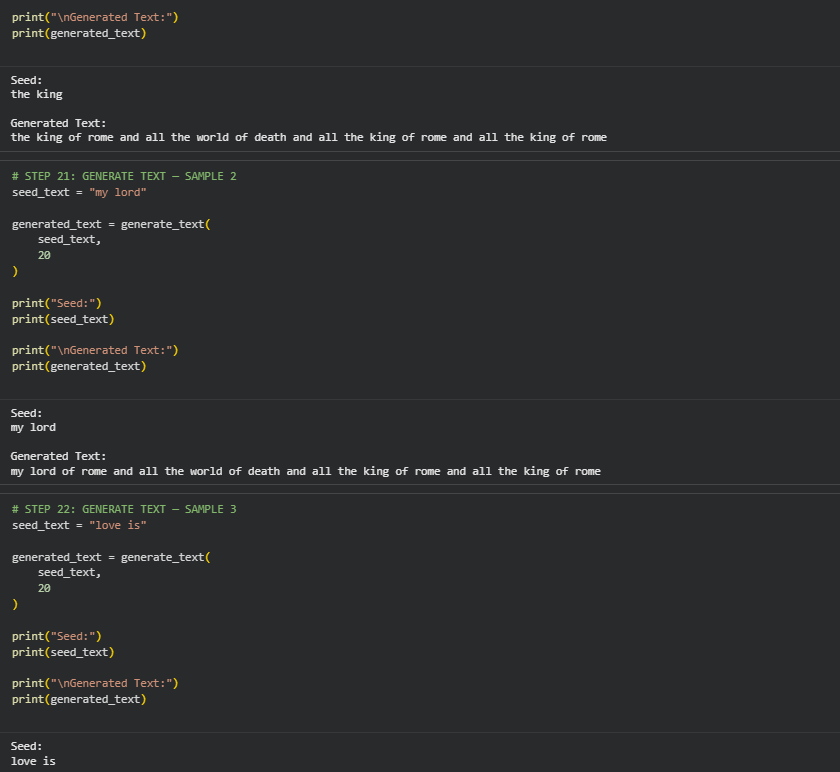 print("\nGenerated Text:")
print(generated_text)
Seed:
the king
Generated Text:
the king of rome and all the world of death and all the king of rome and all the king of rome
# STEP 21: GENERATE TEXT — SAMPLE 2
seed_text = "my lord"
generated_text = generate_text(
    seed_text,
    20
)
print("Seed:")
print(seed_text)
print("\nGenerated Text:")
print(generated_text)
Seed:
my lord
Generated Text:
my lord of rome and all the world of death and all the king of rome and all the king of rome
# STEP 22: GENERATE TEXT — SAMPLE 3
seed_text = "love is"
generated_text = generate_text(
    seed_text,
    20
)
print("Seed:")
print(seed_text)
print("\nGenerated Text:")
print(generated_text)
Seed:
love is